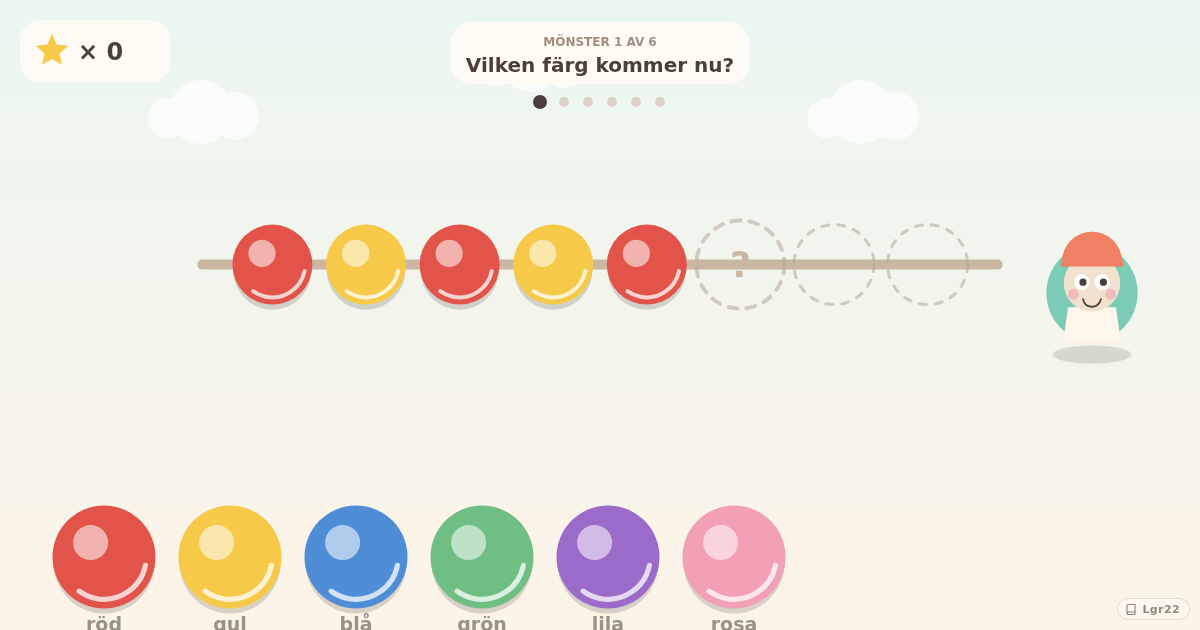 × 0
MÖNSTER 1 AV 6
Vilken färg kommer nu?
?
röd gul blå grön lila rosa
Lgr22